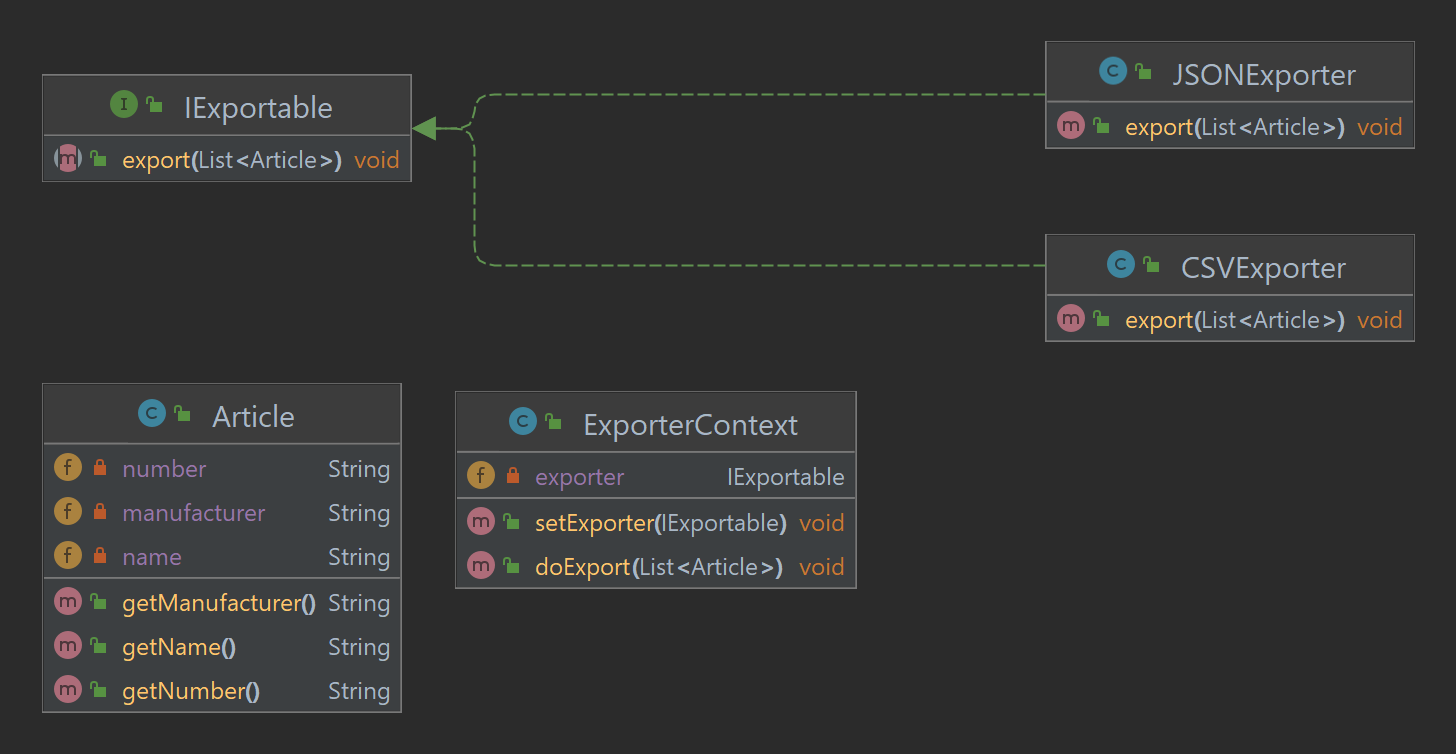 IExportable
export(List<Article>) void
JSONExporter
export(List<Article>) void
CSVExporter
export(List<Article>) void
Article
number String
manufacturer String
name String
getManufacturer() String
getName() String
getNumber() String
ExporterContext
exporter IExportable
setExporter(IExportable) void
doExport(List<Article>) void